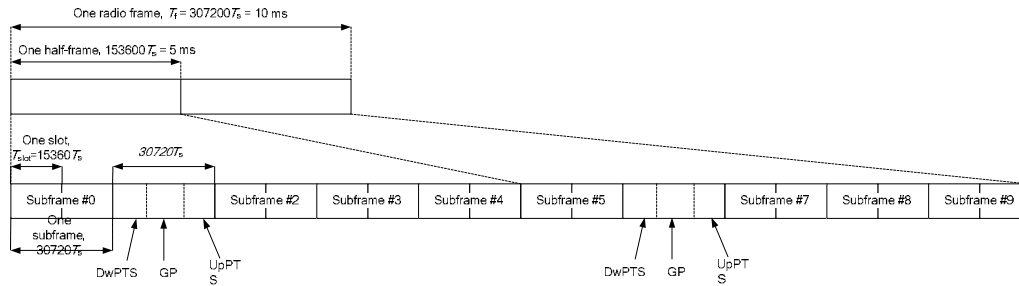 One radio frame, Tf = 307200Ts = 10 ms
One half-frame, 153600Ts = 5 ms
One slot,
Tslot=15360Ts
30720Ts
Subframe #0
Subframe #2
Subframe #3
Subframe #4
Subframe #5
Subframe #7
Subframe #8
Subframe #9
One
subframe,
30720Ts
DwPTS
GP
UpPT
S
DwPTS
GP
UpPT
S